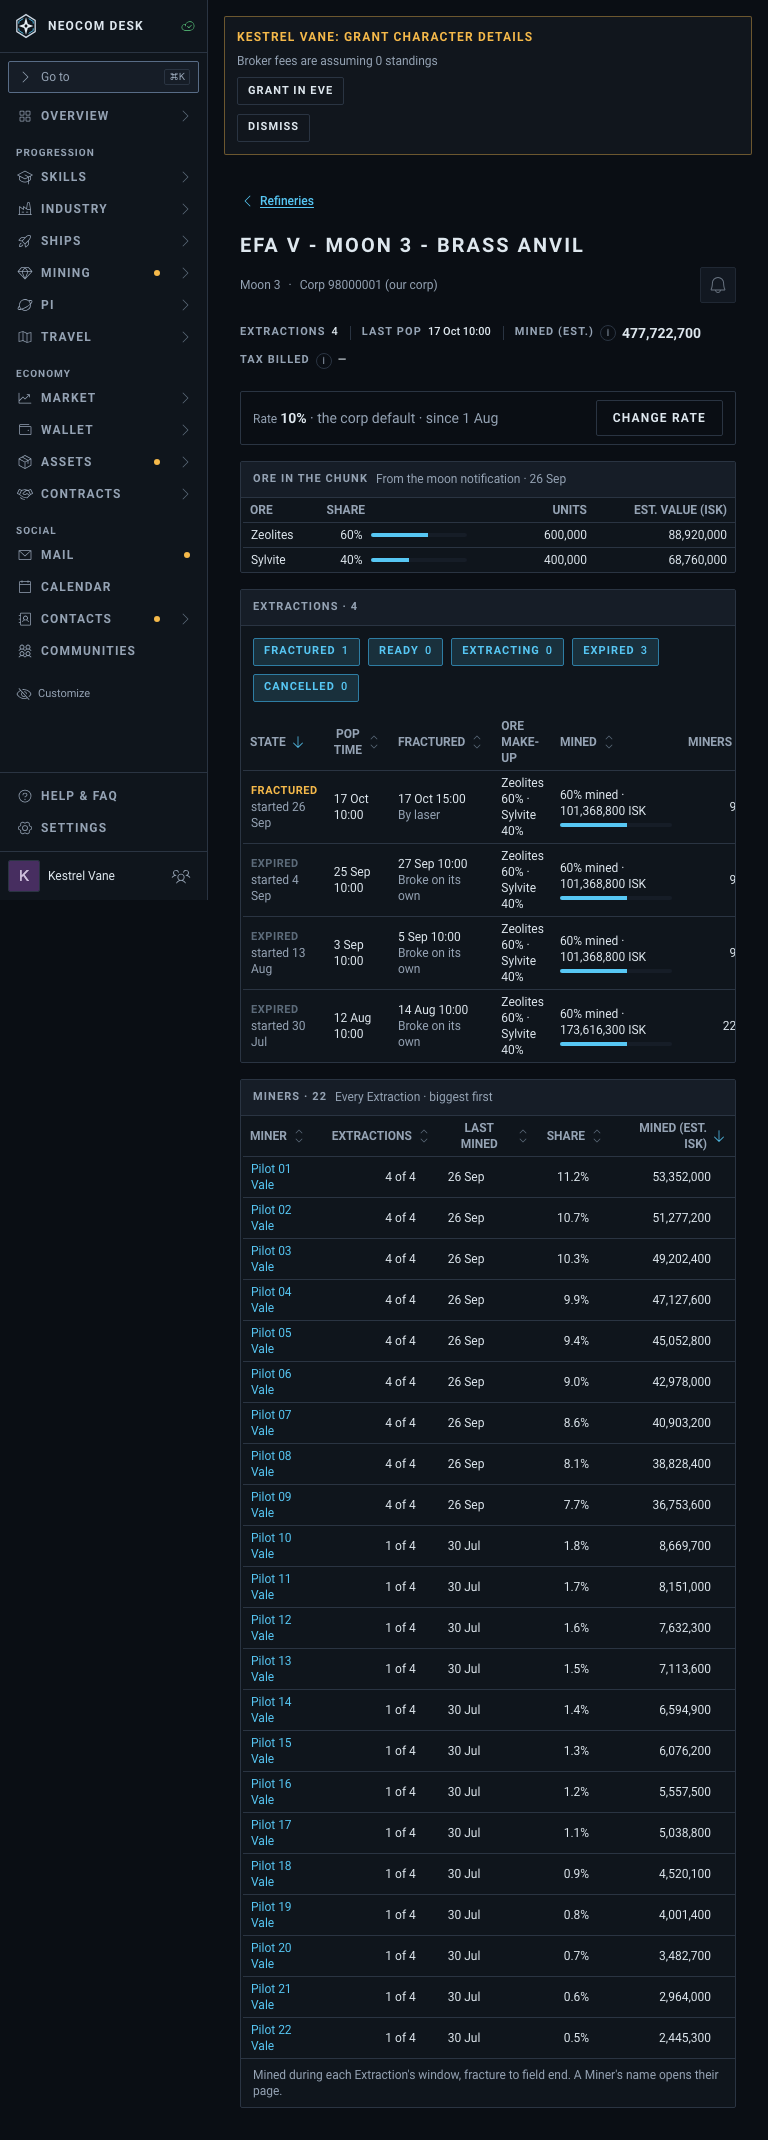 NEOCOM DESK
Go to
⌘K
OVERVIEW
PROGRESSION
SKILLS
INDUSTRY
SHIPS
MINING
PI
TRAVEL
ECONOMY
MARKET
WALLET
ASSETS
CONTRACTS
SOCIAL
MAIL
CALENDAR
CONTACTS
COMMUNITIES
Customize
HELP & FAQ
SETTINGS
K Kestrel Vane
KESTREL VANE: GRANT CHARACTER DETAILS
Broker fees are assuming 0 standings
GRANT IN EVE
DISMISS
Refineries
EFA V - MOON 3 - BRASS ANVIL
Moon 3 · Corp 98000001 (our corp)
EXTRACTIONS 4 LAST POP 17 Oct 10:00 MINED (EST.) i 477,722,700
TAX BILLED i –
Rate 10% · the corp default · since 1 Aug
CHANGE RATE
ORE IN THE CHUNK From the moon notification · 26 Sep
ORE SHARE UNITS EST. VALUE (ISK)
Zeolites 60% 600,000 88,920,000
Sylvite 40% 400,000 68,760,000
EXTRACTIONS · 4
FRACTURED 1 READY 0 EXTRACTING 0 EXPIRED 3
CANCELLED 0
STATE POP TIME FRACTURED ORE MAKE-UP MINED MINERS
FRACTURED started 26 Sep 17 Oct 10:00 17 Oct 15:00 By laser Zeolites 60% · Sylvite 40% 60% mined · 101,368,800 ISK 9
EXPIRED started 4 Sep 25 Sep 10:00 27 Sep 10:00 Broke on its own Zeolites 60% · Sylvite 40% 60% mined · 101,368,800 ISK 9
EXPIRED started 13 Aug 3 Sep 10:00 5 Sep 10:00 Broke on its own Zeolites 60% · Sylvite 40% 60% mined · 101,368,800 ISK 9
EXPIRED started 30 Jul 12 Aug 10:00 14 Aug 10:00 Broke on its own Zeolites 60% · Sylvite 40% 60% mined · 173,616,300 ISK 22
MINERS · 22 Every Extraction · biggest first
MINER EXTRACTIONS LAST MINED SHARE MINED (EST. ISK)
Pilot 01 Vale 4 of 4 26 Sep 11.2% 53,352,000
Pilot 02 Vale 4 of 4 26 Sep 10.7% 51,277,200
Pilot 03 Vale 4 of 4 26 Sep 10.3% 49,202,400
Pilot 04 Vale 4 of 4 26 Sep 9.9% 47,127,600
Pilot 05 Vale 4 of 4 26 Sep 9.4% 45,052,800
Pilot 06 Vale 4 of 4 26 Sep 9.0% 42,978,000
Pilot 07 Vale 4 of 4 26 Sep 8.6% 40,903,200
Pilot 08 Vale 4 of 4 26 Sep 8.1% 38,828,400
Pilot 09 Vale 4 of 4 26 Sep 7.7% 36,753,600
Pilot 10 Vale 1 of 4 30 Jul 1.8% 8,669,700
Pilot 11 Vale 1 of 4 30 Jul 1.7% 8,151,000
Pilot 12 Vale 1 of 4 30 Jul 1.6% 7,632,300
Pilot 13 Vale 1 of 4 30 Jul 1.5% 7,113,600
Pilot 14 Vale 1 of 4 30 Jul 1.4% 6,594,900
Pilot 15 Vale 1 of 4 30 Jul 1.3% 6,076,200
Pilot 16 Vale 1 of 4 30 Jul 1.2% 5,557,500
Pilot 17 Vale 1 of 4 30 Jul 1.1% 5,038,800
Pilot 18 Vale 1 of 4 30 Jul 0.9% 4,520,100
Pilot 19 Vale 1 of 4 30 Jul 0.8% 4,001,400
Pilot 20 Vale 1 of 4 30 Jul 0.7% 3,482,700
Pilot 21 Vale 1 of 4 30 Jul 0.6% 2,964,000
Pilot 22 Vale 1 of 4 30 Jul 0.5% 2,445,300
Mined during each Extraction's window, fracture to field end. A Miner's name opens their
page.